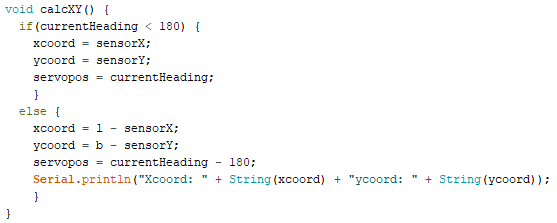 void calcXY() {
  if(currentHeading < 180) {
    xcoord = sensorX;
    ycoord = sensorY;
    servopos = currentHeading;
    }
  else {
    xcoord = l - sensorX;
    ycoord = b - sensorY;
    servopos = currentHeading - 180;
    Serial.println("Xcoord: " + String(xcoord) + "ycoord: " + String(ycoord));
    }
}